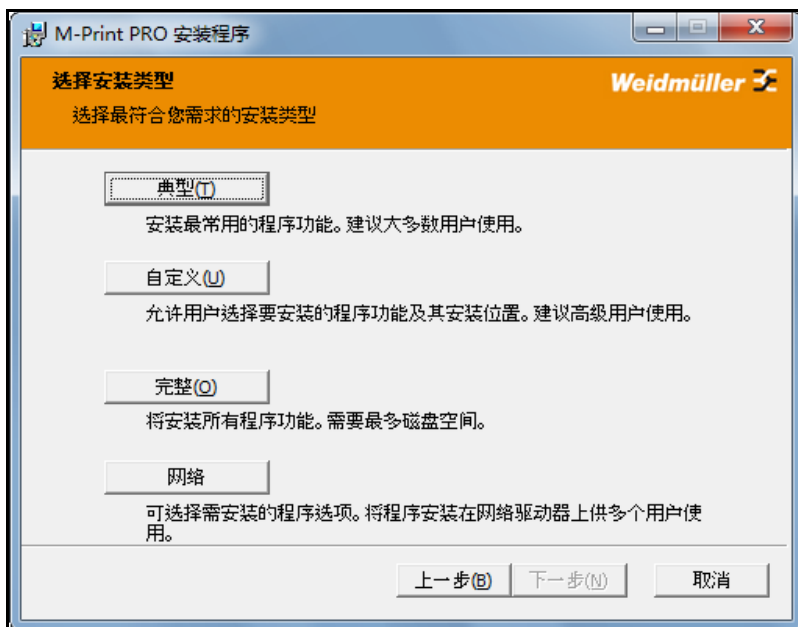 M-Print PRO 安装程序
选择安装类型
Weidmüller
选择最符合您需求的安装类型
典型(T)
安装最常用的程序功能。建议大多数用户使用。
自定义(U)
允许用户选择要安装的程序功能及其安装位置。建议高级用户使用。
完整(O)
将安装所有程序功能。需要最多磁盘空间。
网络
可选择需安装的程序选项。将程序安装在网络驱动器上供多个用户使
用。
上一步(B) 下一步(N) 取消